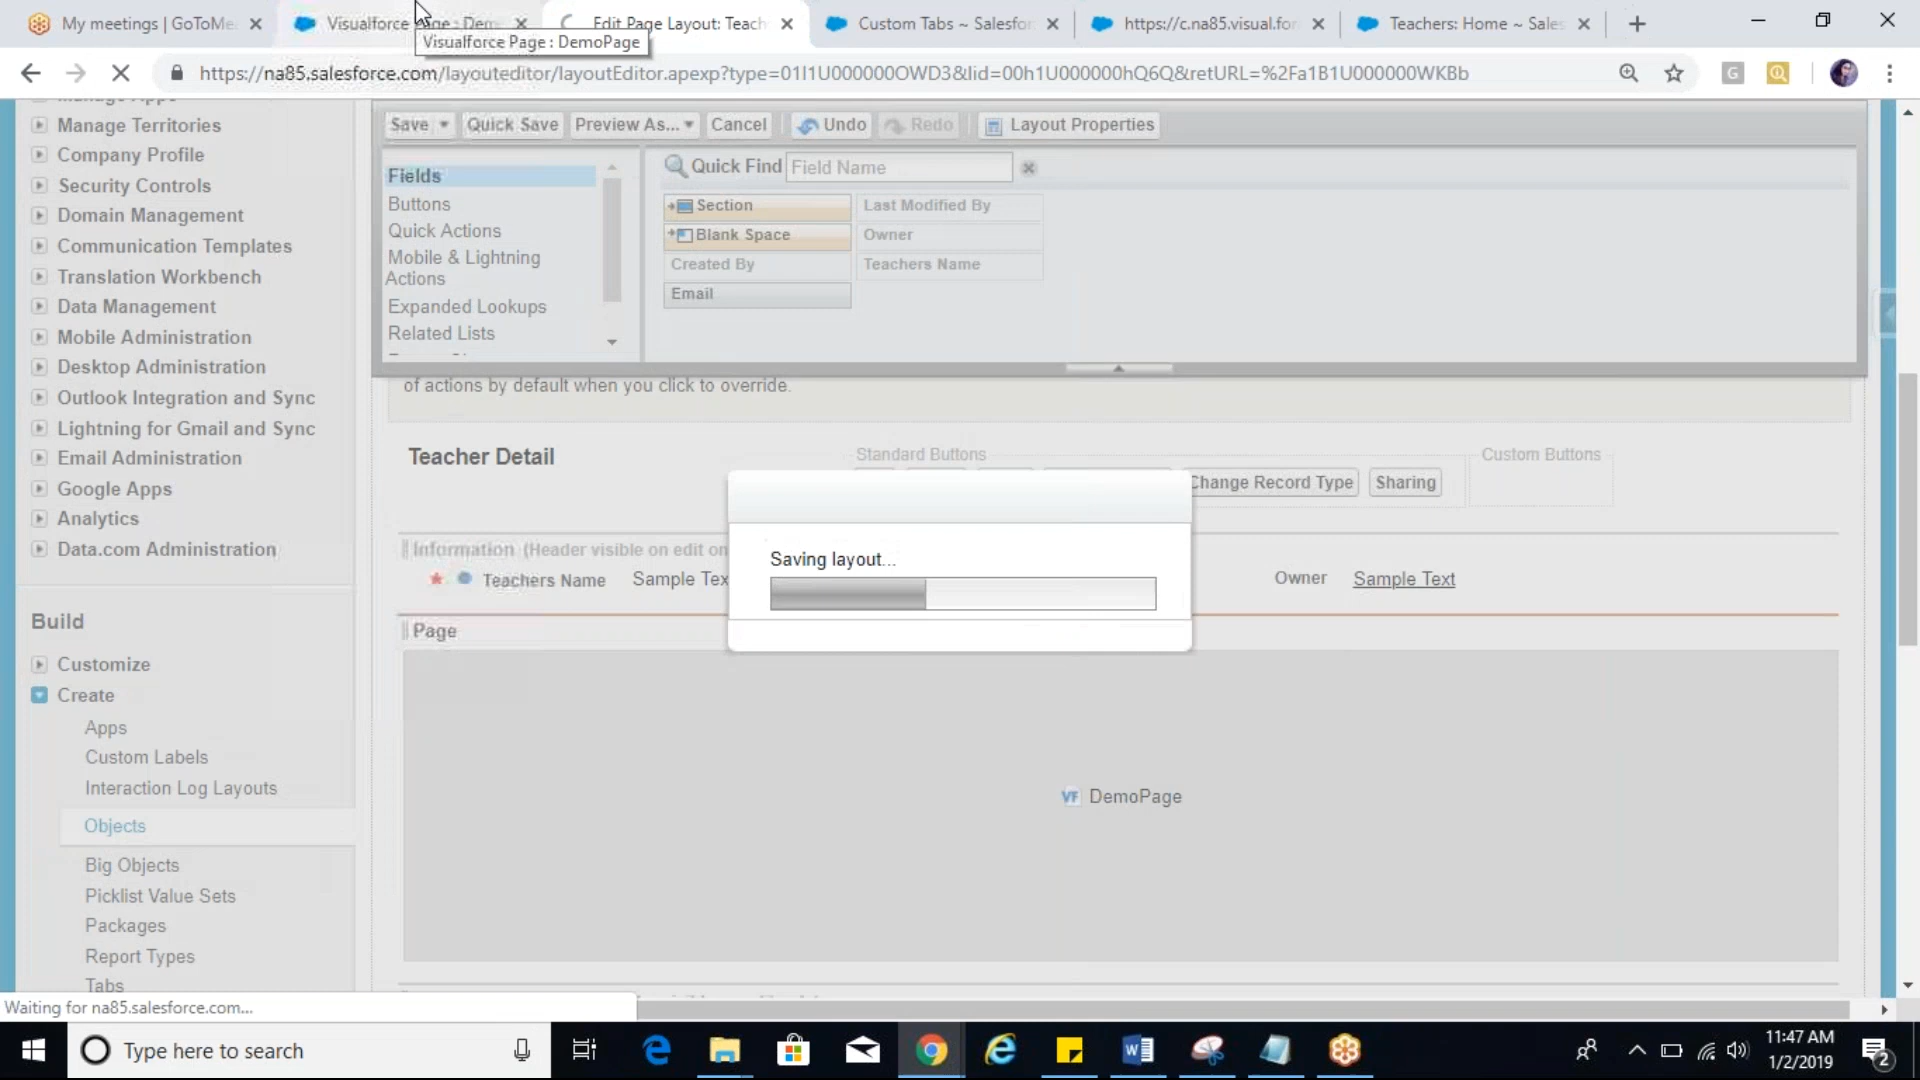 My meetings | GoToMe
Visualforce Page : Dem
Edit Page Layout: Teach
Custom Tabs ~ Salesfor
https://c.na85.visual.for
Teachers: Home ~ Sales
Visualforce Page : DemoPage
https://na85.salesforce.com/layouteditor/layoutEditor.apexp?type=01I1U000000OWD3&lid=00h1U000000hQ6Q&retURL=%2Fa1B1U000000WKBb
Manage Apps
Manage Territories
Company Profile
Security Controls
Domain Management
Communication Templates
Translation Workbench
Data Management
Mobile Administration
Desktop Administration
Outlook Integration and Sync
Lightning for Gmail and Sync
Email Administration
Google Apps
Analytics
Data.com Administration
Build
Customize
Create
Apps
Custom Labels
Interaction Log Layouts
Objects
Big Objects
Picklist Value Sets
Packages
Report Types
Tabs
Save Quick Save Preview As... Cancel Undo Redo Layout Properties
Fields
Buttons
Quick Actions
Mobile & Lightning
Actions
Expanded Lookups
Related Lists
Quick Find Field Name
Section Last Modified By
Blank Space Owner
Created By Teachers Name
Email
of actions by default when you click to override.
Teacher Detail
Standard Buttons
Change Record Type Sharing
Custom Buttons
Information (Header visible on edit on
Teachers Name Sample Tex
Owner Sample Text
Page
VF DemoPage
Saving layout...
Waiting for na85.salesforce.com...
Type here to search
11:47 AM
1/2/2019
2